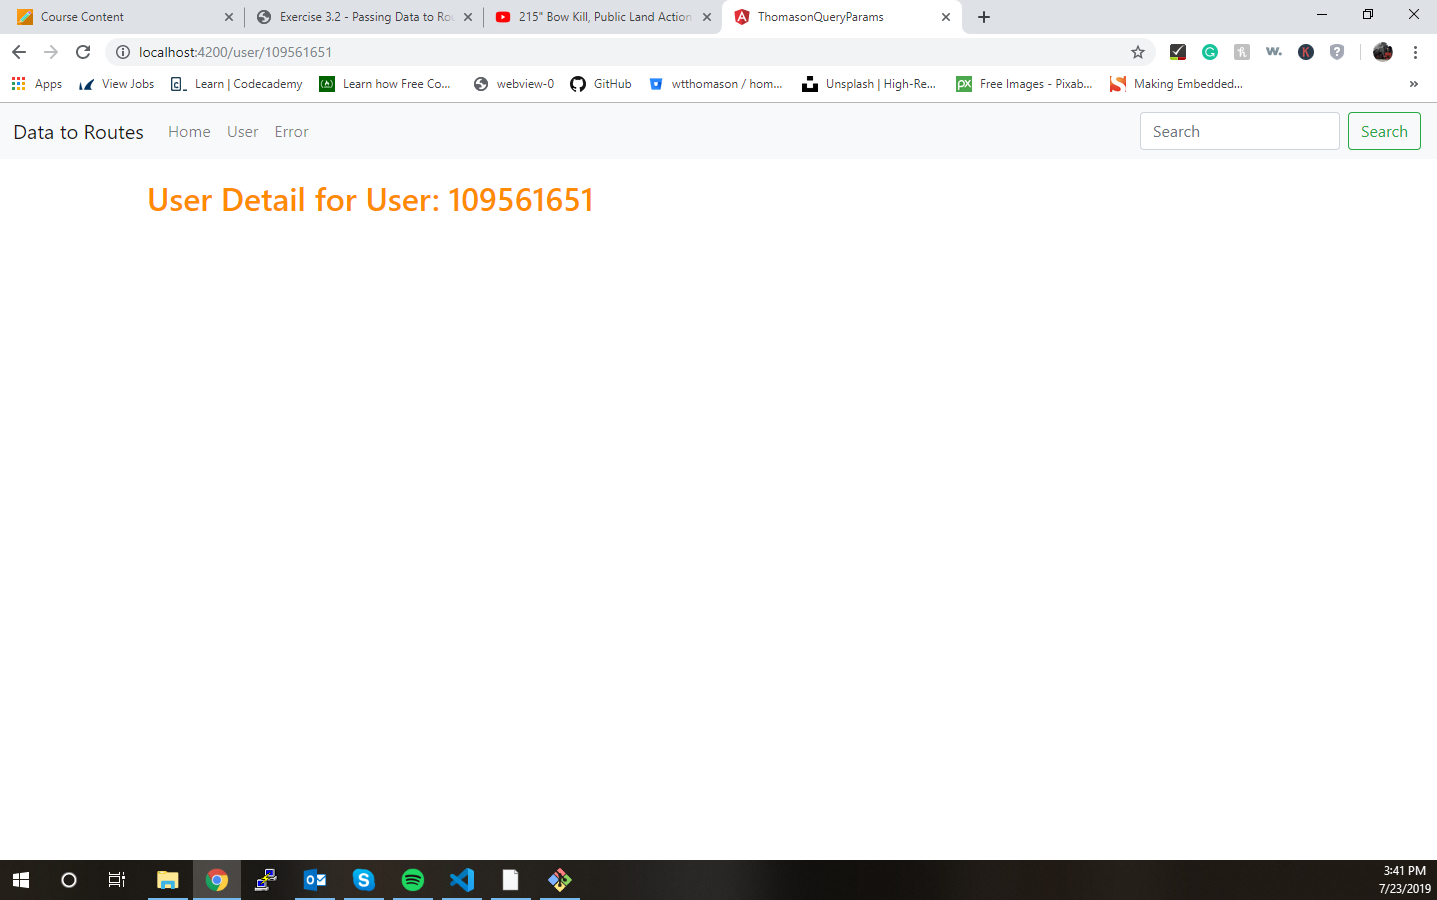 Course Content
Exercise 3.2 - Passing Data to Rou
215" Bow Kill, Public Land Action
ThomasonQueryParams
localhost:4200/user/109561651
Apps
View Jobs
Learn | Codecademy
Learn how Free Co...
webview-0
GitHub
wtthomason / hom...
Unsplash | High-Re...
Free Images - Pixab...
Making Embedded...
»
Data to Routes
Home
User
Error
Search
Search
User Detail for User: 109561651
3:41 PM
7/23/2019